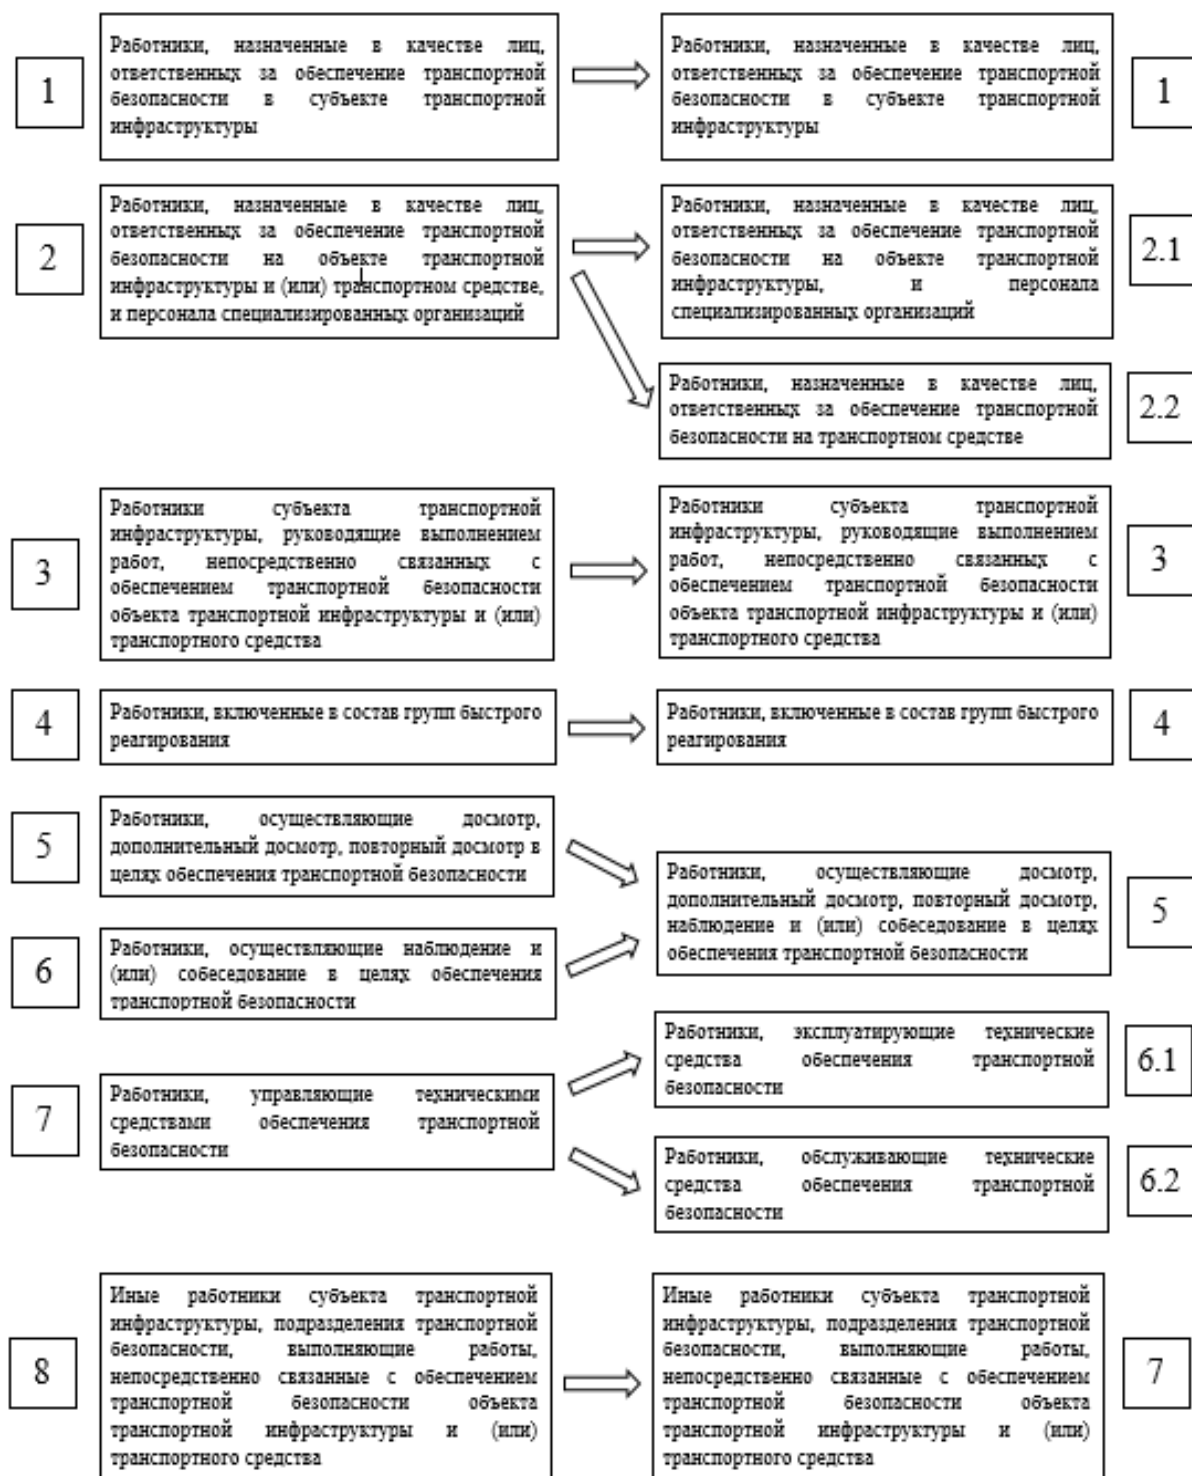 1
Работники, назначенные в качестве лиц,
ответственных за обеспечение транспортной
безопасности в субъекте транспортной
инфраструктуры
Работники, назначенные в качестве лиц,
ответственных за обеспечение транспортной
безопасности в субъекте транспортной
инфраструктуры
1
2
Работники, назначенные в качестве лиц,
ответственных за обеспечение транспортной
безопасности на объекте транспортной
инфраструктуры и (или) транспортном средстве,
и персонала специализированных организаций
Работники, назначенные в качестве лиц,
ответственных за обеспечение транспортной
безопасности на объекте транспортной
инфраструктуры, и персонала
специализированных организаций
2.1
Работники, назначенные в качестве лиц,
ответственных за обеспечение транспортной
безопасности на транспортном средстве
2.2
3
Работники субъекта транспортной
инфраструктуры, руководящие выполнением
работ, непосредственно связанных с
обеспечением транспортной безопасности
объекта транспортной инфраструктуры и (или)
транспортного средства
Работники субъекта транспортной
инфраструктуры, руководящие выполнением
работ, непосредственно связанных с
обеспечением транспортной безопасности
объекта транспортной инфраструктуры и (или)
транспортного средства
3
4
Работники, включенные в состав групп быстрого
реагирования
Работники, включенные в состав групп быстрого
реагирования
4
5
Работники, осуществляющие досмотр,
дополнительный досмотр, повторный досмотр в
целях обеспечения транспортной безопасности
6
Работники, осуществляющие наблюдение и
(или) собеседование в целях обеспечения
транспортной безопасности
Работники, осуществляющие досмотр,
дополнительный досмотр, повторный досмотр,
наблюдение и (или) собеседование в целях
обеспечения транспортной безопасности
5
7
Работники, управляющие техническими
средствами обеспечения транспортной
безопасности
Работники, эксплуатирующие технические
средства обеспечения транспортной
безопасности
6.1
Работники, обслуживающие технические
средства обеспечения транспортной
безопасности
6.2
8
Иные работники субъекта транспортной
инфраструктуры, подразделения транспортной
безопасности, выполняющие работы,
непосредственно связанные с обеспечением
транспортной безопасности объекта
транспортной инфраструктуры и (или)
транспортного средства
Иные работники субъекта транспортной
инфраструктуры, подразделения транспортной
безопасности, выполняющие работы,
непосредственно связанные с обеспечением
транспортной безопасности объекта
транспортной инфраструктуры и (или)
транспортного средства
7